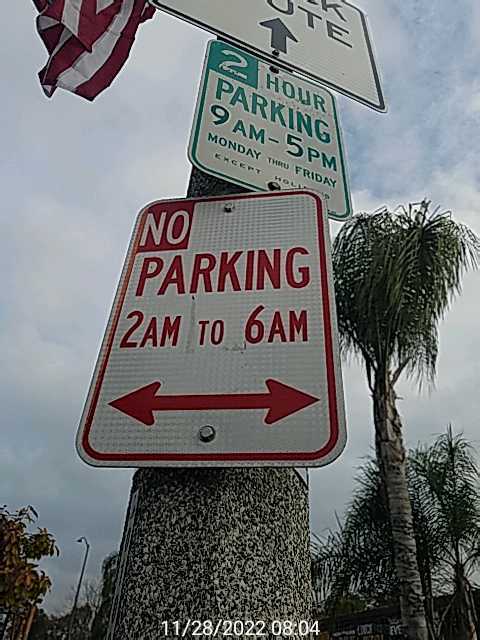 UTE
2
HOUR
PARKING
9AM-5PM
MONDAY THRU FRIDAY
EXCEPT HOLIDAYS
NO
PARKING
2AM TO 6AM
11/28/2022 08:04